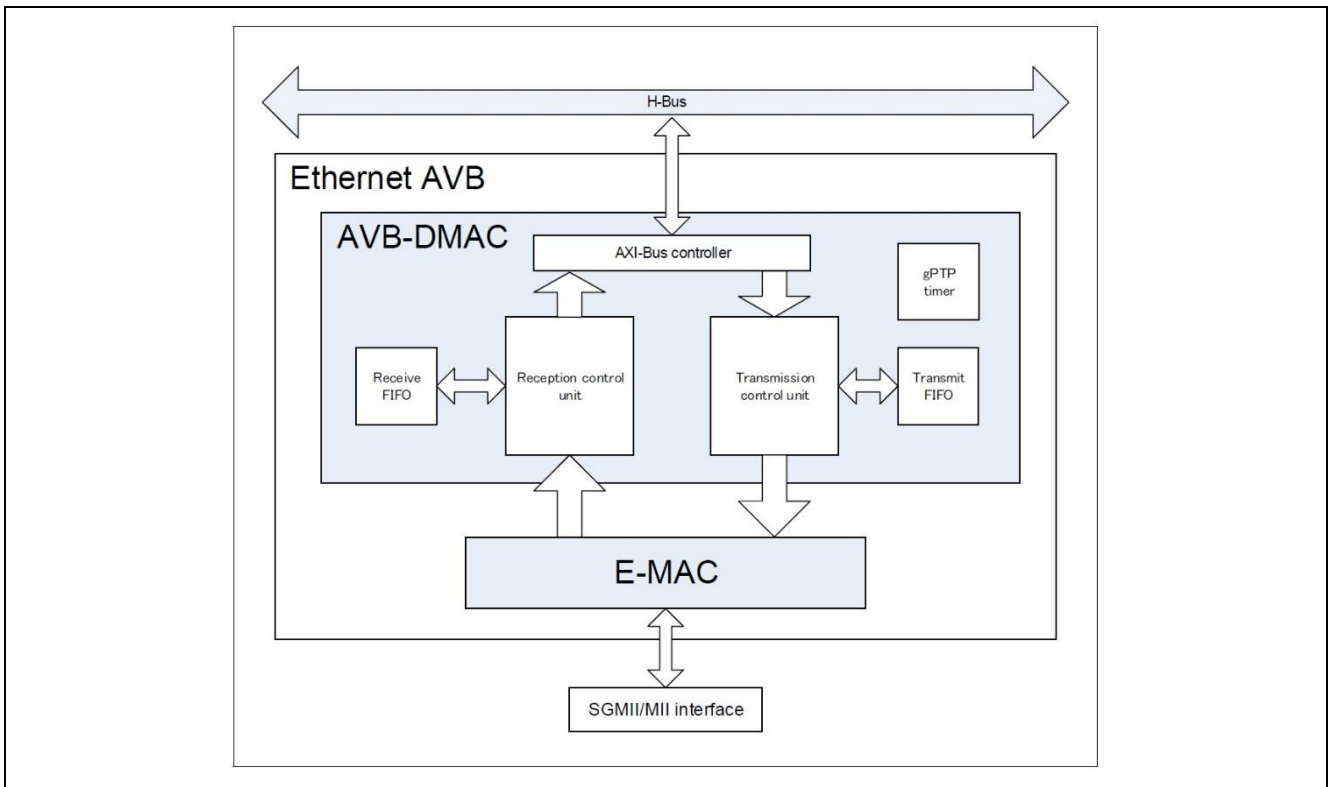 H-Bus
Ethernet AVB
AVB-DMAC
AXI-Bus controller
gPTP
timer
Receive
FIFO
Reception control
unit
Transmission
control unit
Transmit
FIFO
E-MAC
SGMII/MII interface